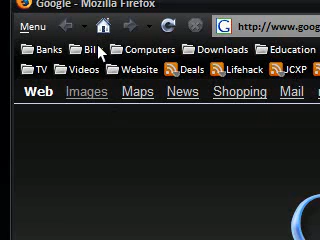 Google - Mozilla Firefox
Menu http://www.goog
Banks Bil Computers Downloads Education
TV Videos Website Deals Lifehack JCXP
Web Images Maps News Shopping Mail